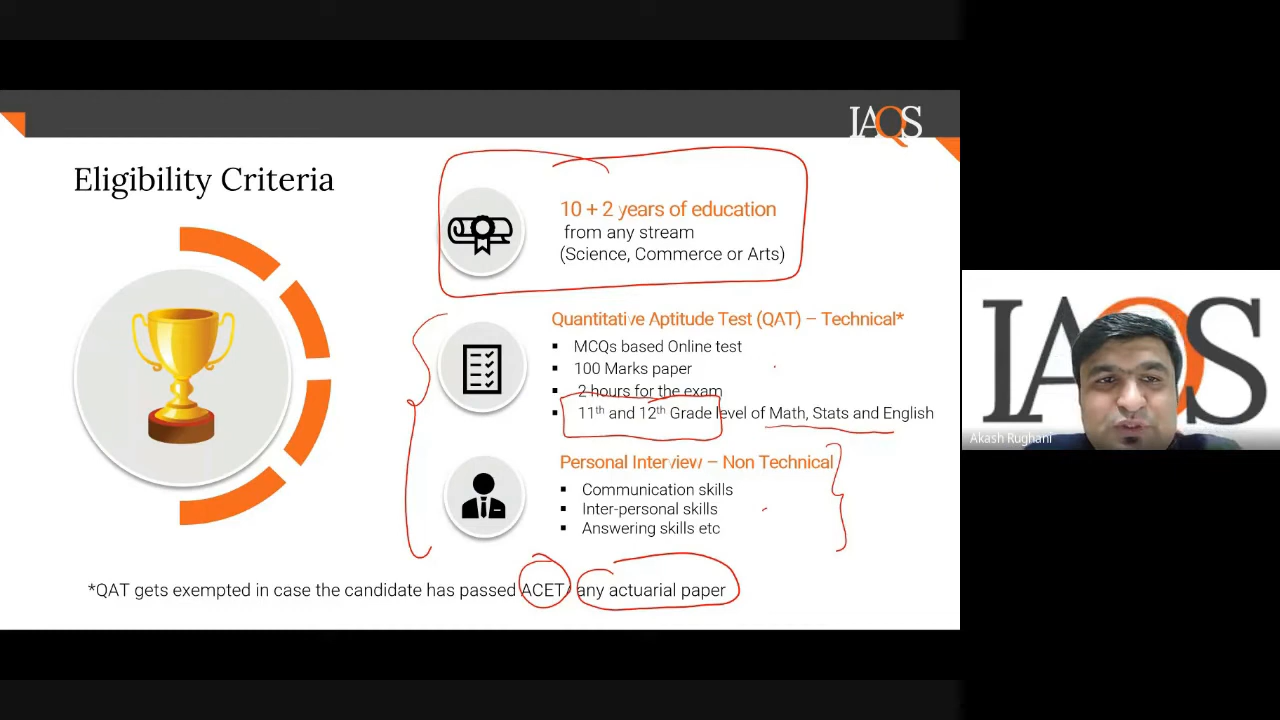 IAQS
Eligibility Criteria
10 + 2 years of education
from any stream
(Science, Commerce or Arts)
Quantitative Aptitude Test (QAT) – Technical*
▪ MCQs based Online test
▪ 100 Marks paper
▪ 2 hours for the exam
▪ 11th and 12th Grade level of Math, Stats and English
Personal Interview – Non Technical
▪ Communication skills
▪ Inter-personal skills
▪ Answering skills etc
*QAT gets exempted in case the candidate has passed ACET/ any actuarial paper
IAQS
Akash Rughani